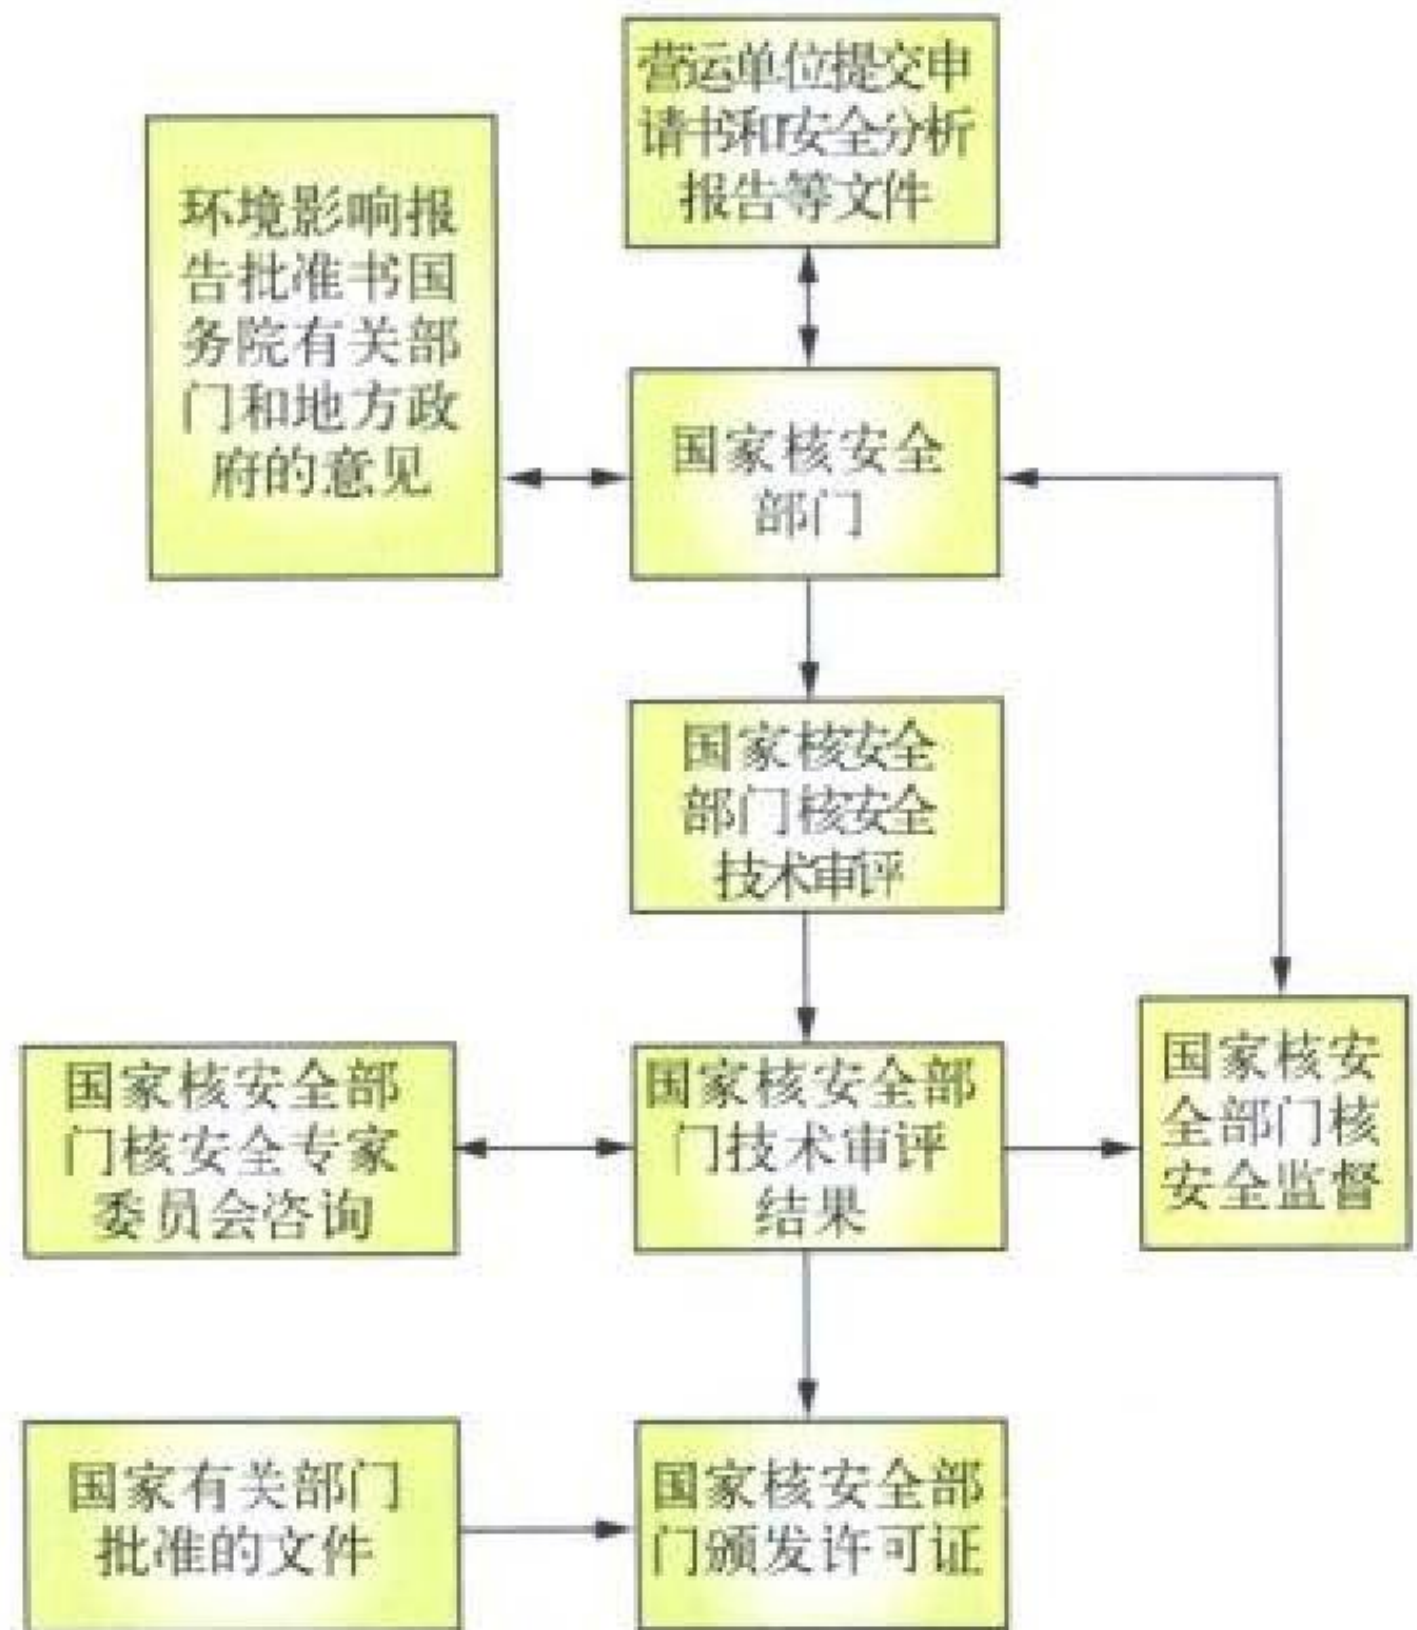 营运单位提交申
请书和安全分析
报告等文件
环境影响报
告批准书国
务院有关部
门和地方政
府的意见
国家核安全
部门
国家核安全
部门核安全
技术审评
国家核安全部
门核安全专家
委员会咨询
国家核安全部
门技术审评
结果
国家核安
全部门核
安全监督
国家有关部门
批准的文件
国家核安全部
门颁发许可证